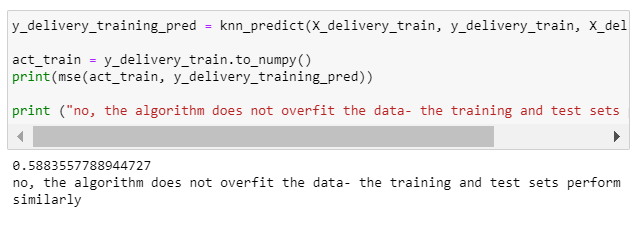 y_delivery_training_pred = knn_predict(X_delivery_train, y_delivery_train, X_del
act_train = y_delivery_train.to_numpy()
print(mse(act_train, y_delivery_training_pred))
print ("no, the algorithm does not overfit the data- the training and test sets
0.5883557788944727
no, the algorithm does not overfit the data- the training and test sets perform
similarly